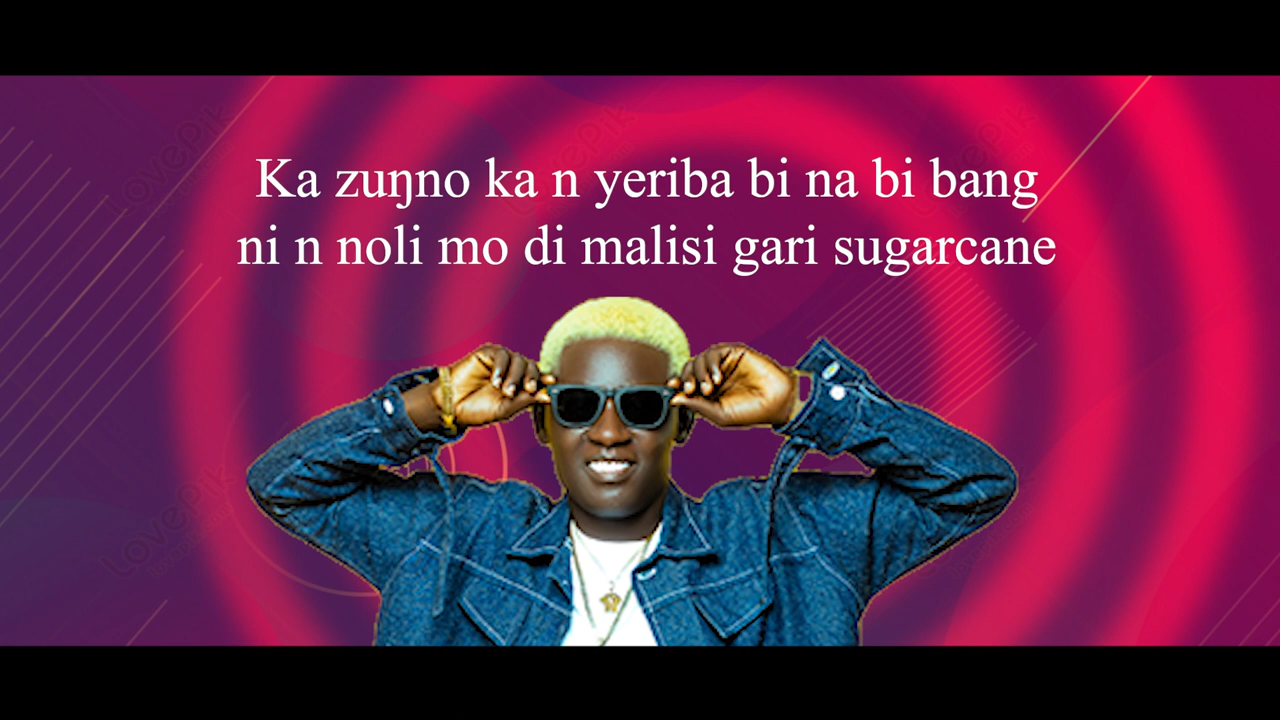 Ka zuŋno ka n yeriba bi na bi bang
ni n noli mo di malisi gari sugarcane